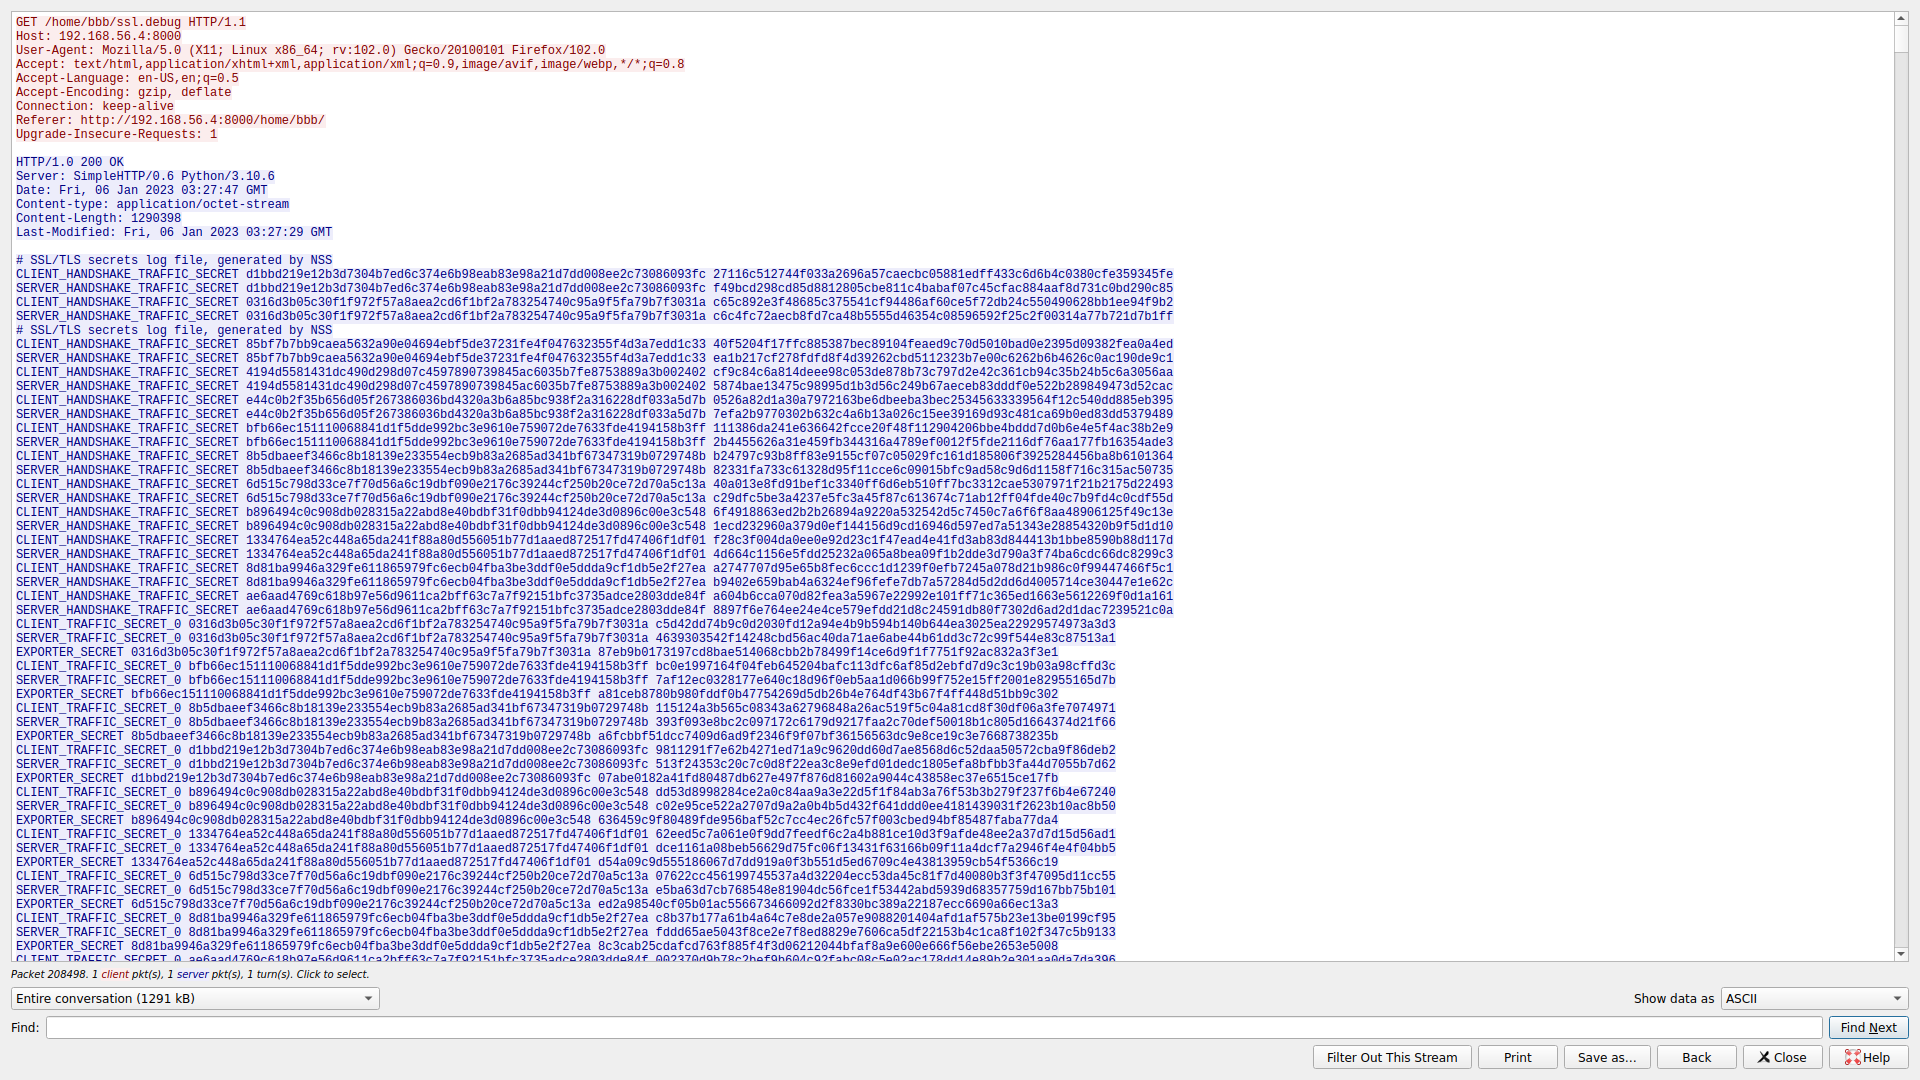 GET /home/bbb/ssl.debug HTTP/1.1
Host: 192.168.56.4:8000
User-Agent: Mozilla/5.0 (X11; Linux x86_64; rv:102.0) Gecko/20100101 Firefox/102.0
Accept: text/html,application/xhtml+xml,application/xml;q=0.9,image/avif,image/webp,*/*;q=0.8
Accept-Language: en-US,en;q=0.5
Accept-Encoding: gzip, deflate
Connection: keep-alive
Referer: http://192.168.56.4:8000/home/bbb/
Upgrade-Insecure-Requests: 1
HTTP/1.0 200 OK
Server: SimpleHTTP/0.6 Python/3.10.6
Date: Fri, 06 Jan 2023 03:27:47 GMT
Content-type: application/octet-stream
Content-Length: 1290398
Last-Modified: Fri, 06 Jan 2023 03:27:29 GMT
# SSL/TLS secrets log file, generated by NSS
CLIENT_HANDSHAKE_TRAFFIC_SECRET d1bbd219e12b3d7304b7ed6c374e6b98eab83e98a21d7dd008ee2c73086093fc 27116c512744f033a2696a57caecbc05881edff433c6d6b4c0380cfe359345fe
SERVER_HANDSHAKE_TRAFFIC_SECRET d1bbd219e12b3d7304b7ed6c374e6b98eab83e98a21d7dd008ee2c73086093fc f49bcd298cd85d8812805cbe811c4babaf07c45cfac884aaf8d731c0bd290c85
CLIENT_HANDSHAKE_TRAFFIC_SECRET 0316d3b05c30f1f972f57a8aea2cd6f1bf2a783254740c95a9f5fa79b7f3031a c65c892e3f48685c375541cf94486af60ce5f72db24c550490628bb1ee94f9b2
SERVER_HANDSHAKE_TRAFFIC_SECRET 0316d3b05c30f1f972f57a8aea2cd6f1bf2a783254740c95a9f5fa79b7f3031a c6c4fc72aecb8fd7ca48b5555d46354c08596592f25c2f00314a77b721d7b1ff
# SSL/TLS secrets log file, generated by NSS
CLIENT_HANDSHAKE_TRAFFIC_SECRET 85bf7b7bb9caea5632a90e04694ebf5de37231fe4f047632355f4d3a7edd1c33 40f5204f17ffc885387bec89104feaed9c70d5010bad0e2395d09382fea0a4ed
SERVER_HANDSHAKE_TRAFFIC_SECRET 85bf7b7bb9caea5632a90e04694ebf5de37231fe4f047632355f4d3a7edd1c33 ea1b217cf278fdfd8f4d39262cbd5112323b7e00c6262b6b4626c0ac190de9c1
CLIENT_HANDSHAKE_TRAFFIC_SECRET 4194d5581431dc490d298d07c4597890739845ac6035b7fe8753889a3b002402 cf9c84c6a814deee98c053de878b73c797d2e42c361cb94c35b24b5c6a3056aa
SERVER_HANDSHAKE_TRAFFIC_SECRET 4194d5581431dc490d298d07c4597890739845ac6035b7fe8753889a3b002402 5874bae13475c98995d1b3d56c249b67aeceb83dddf0e522b289849473d52cac
CLIENT_HANDSHAKE_TRAFFIC_SECRET e44c0b2f35b656d05f267386036bd4320a3b6a85bc938f2a316228df033a5d7b 0526a82d1a30a7972163be6dbeeba3bec25345633339564f12c540dd885eb395
SERVER_HANDSHAKE_TRAFFIC_SECRET e44c0b2f35b656d05f267386036bd4320a3b6a85bc938f2a316228df033a5d7b 7efa2b9770302b632c4a6b13a026c15ee39169d93c481ca69b0ed83dd5379489
CLIENT_HANDSHAKE_TRAFFIC_SECRET bfb66ec151110068841d1f5dde992bc3e9610e759072de7633fde4194158b3ff 111386da241e636642fcce20f48f112904206bbe4bddd7d0b6e4e5f4ac38b2e9
SERVER_HANDSHAKE_TRAFFIC_SECRET bfb66ec151110068841d1f5dde992bc3e9610e759072de7633fde4194158b3ff 2b4455626a31e459fb344316a4789ef0012f5fde2116df76aa177fb16354ade3
CLIENT_HANDSHAKE_TRAFFIC_SECRET 8b5dbaeef3466c8b18139e233554ecb9b83a2685ad341bf67347319b0729748b b24797c93b8ff83e9155cf07c05029fc161d185806f3925284456ba8b6101364
SERVER_HANDSHAKE_TRAFFIC_SECRET 8b5dbaeef3466c8b18139e233554ecb9b83a2685ad341bf67347319b0729748b 82331fa733c61328d95f11cce6c09015bfc9ad58c9d6d1158f716c315ac50735
CLIENT_HANDSHAKE_TRAFFIC_SECRET 6d515c798d33ce7f70d56a6c19dbf090e2176c39244cf250b20ce72d70a5c13a 40a013e8fd91bef1c3340ff6d6eb510ff7bc3312cae5307971f21b2175d22493
SERVER_HANDSHAKE_TRAFFIC_SECRET 6d515c798d33ce7f70d56a6c19dbf090e2176c39244cf250b20ce72d70a5c13a c29dfc5be3a4237e5fc3a45f87c613674c71ab12ff04fde40c7b9fd4c0cdf55d
CLIENT_HANDSHAKE_TRAFFIC_SECRET b896494c0c908db028315a22abd8e40bdbf31f0dbb94124de3d0896c00e3c548 6f4918863ed2b2b26894a9220a532542d5c7450c7a6f6f8aa48906125f49c13e
SERVER_HANDSHAKE_TRAFFIC_SECRET b896494c0c908db028315a22abd8e40bdbf31f0dbb94124de3d0896c00e3c548 1ecd232960a379d0ef144156d9cd16946d597ed7a51343e28854320b9f5d1d10
CLIENT_HANDSHAKE_TRAFFIC_SECRET 1334764ea52c448a65da241f88a80d556051b77d1aaed872517fd47406f1df01 f28c3f004da0ee0e92d23c1f47ead4e41fd3ab83d844413b1bbe8590b88d117d
SERVER_HANDSHAKE_TRAFFIC_SECRET 1334764ea52c448a65da241f88a80d556051b77d1aaed872517fd47406f1df01 4d664c1156e5fdd25232a065a8bea09f1b2dde3d790a3f74ba6cdc66dc8299c3
CLIENT_HANDSHAKE_TRAFFIC_SECRET 8d81ba9946a329fe611865979fc6ecb04fba3be3ddf0e5ddda9cf1db5e2f27ea a2747707d95e65b8fec6ccc1d1239f0efb7245a078d21b986c0f99447466f5c1
SERVER_HANDSHAKE_TRAFFIC_SECRET 8d81ba9946a329fe611865979fc6ecb04fba3be3ddf0e5ddda9cf1db5e2f27ea b9402e659bab4a6324ef96fefe7db7a57284d5d2dd6d4005714ce30447e1e62c
CLIENT_HANDSHAKE_TRAFFIC_SECRET ae6aad4769c618b97e56d9611ca2bff63c7a7f92151bfc3735adce2803dde84f a604b6cca070d82fea3a5967e22992e101ff71c365ed1663e5612269f0d1a161
SERVER_HANDSHAKE_TRAFFIC_SECRET ae6aad4769c618b97e56d9611ca2bff63c7a7f92151bfc3735adce2803dde84f 8897f6e764ee24e4ce579efdd21d8c24591db80f7302d6ad2d1dac7239521c0a
CLIENT_TRAFFIC_SECRET_0 0316d3b05c30f1f972f57a8aea2cd6f1bf2a783254740c95a9f5fa79b7f3031a c5d42dd74b9c0d2030fd12a94e4b9b594b140b644ea3025ea22929574973a3d3
SERVER_TRAFFIC_SECRET_0 0316d3b05c30f1f972f57a8aea2cd6f1bf2a783254740c95a9f5fa79b7f3031a 4639303542f14248cbd56ac40da71ae6abe44b61dd3c72c99f544e83c87513a1
EXPORTER_SECRET 0316d3b05c30f1f972f57a8aea2cd6f1bf2a783254740c95a9f5fa79b7f3031a 87eb9b0173197cd8bae514068cbb2b78499f14ce6d9f1f7751f92ac832a3f3e1
CLIENT_TRAFFIC_SECRET_0 bfb66ec151110068841d1f5dde992bc3e9610e759072de7633fde4194158b3ff bc0e1997164f04feb645204bafc113dfc6af85d2ebfd7d9c3c19b03a98cffd3c
SERVER_TRAFFIC_SECRET_0 bfb66ec151110068841d1f5dde992bc3e9610e759072de7633fde4194158b3ff 7af12ec0328177e640c18d96f0eb5aa1d066b99f752e15ff2001e82955165d7b
EXPORTER_SECRET bfb66ec151110068841d1f5dde992bc3e9610e759072de7633fde4194158b3ff a81ceb8780b980fddf0b47754269d5db26b4e764df43b67f4ff448d51bb9c302
CLIENT_TRAFFIC_SECRET_0 8b5dbaeef3466c8b18139e233554ecb9b83a2685ad341bf67347319b0729748b 115124a3b565c08343a62796848a26ac519f5c04a81cd8f30df06a3fe7074971
SERVER_TRAFFIC_SECRET_0 8b5dbaeef3466c8b18139e233554ecb9b83a2685ad341bf67347319b0729748b 393f093e8bc2c097172c6179d9217faa2c70def50018b1c805d1664374d21f66
EXPORTER_SECRET 8b5dbaeef3466c8b18139e233554ecb9b83a2685ad341bf67347319b0729748b a6fcbbf51dcc7409d6ad9f2346f9f07bf36156563dc9e8ce19c3e7668738235b
CLIENT_TRAFFIC_SECRET_0 d1bbd219e12b3d7304b7ed6c374e6b98eab83e98a21d7dd008ee2c73086093fc 9811291f7e62b4271ed71a9c9620dd60d7ae8568d6c52daa50572cba9f86deb2
SERVER_TRAFFIC_SECRET_0 d1bbd219e12b3d7304b7ed6c374e6b98eab83e98a21d7dd008ee2c73086093fc 513f24353c20c7c0d8f22ea3c8e9efd01dedc1805efa8bfbb3fa44d7055b7d62
EXPORTER_SECRET d1bbd219e12b3d7304b7ed6c374e6b98eab83e98a21d7dd008ee2c73086093fc 07abe0182a41fd80487db627e497f876d81602a9044c43858ec37e6515ce17fb
CLIENT_TRAFFIC_SECRET_0 b896494c0c908db028315a22abd8e40bdbf31f0dbb94124de3d0896c00e3c548 dd53d8998284ce2a0c84aa9a3e22d5f1f84ab3a76f53b3b279f237f6b4e67240
SERVER_TRAFFIC_SECRET_0 b896494c0c908db028315a22abd8e40bdbf31f0dbb94124de3d0896c00e3c548 c02e95ce522a2707d9a2a0b4b5d432f641ddd0ee4181439031f2623b10ac8b50
EXPORTER_SECRET b896494c0c908db028315a22abd8e40bdbf31f0dbb94124de3d0896c00e3c548 636459c9f80489fde956baf52c7cc4ec26fc57f003cbed94bf85487faba77da4
CLIENT_TRAFFIC_SECRET_0 1334764ea52c448a65da241f88a80d556051b77d1aaed872517fd47406f1df01 62eed5c7a061e0f9dd7feedf6c2a4b881ce10d3f9afde48ee2a37d7d15d56ad1
SERVER_TRAFFIC_SECRET_0 1334764ea52c448a65da241f88a80d556051b77d1aaed872517fd47406f1df01 dce1161a08beb56629d75fc06f13431f63166b09f11a4dcf7a2946f4e4f04bb5
EXPORTER_SECRET 1334764ea52c448a65da241f88a80d556051b77d1aaed872517fd47406f1df01 d54a09c9d555186067d7dd919a0f3b551d5ed6709c4e43813959cb54f5366c19
CLIENT_TRAFFIC_SECRET_0 6d515c798d33ce7f70d56a6c19dbf090e2176c39244cf250b20ce72d70a5c13a 07622cc456199745537a4d32204ecc53da45c81f7d40080b3f3f47095d11cc55
SERVER_TRAFFIC_SECRET_0 6d515c798d33ce7f70d56a6c19dbf090e2176c39244cf250b20ce72d70a5c13a e5ba63d7cb768548e81904dc56fce1f53442abd5939d68357759d167bb75b101
EXPORTER_SECRET 6d515c798d33ce7f70d56a6c19dbf090e2176c39244cf250b20ce72d70a5c13a ed2a98540cf05b01ac556673466092d2f8330bc389a22187ecc6690a66ec13a3
CLIENT_TRAFFIC_SECRET_0 8d81ba9946a329fe611865979fc6ecb04fba3be3ddf0e5ddda9cf1db5e2f27ea c8b37b177a61b4a64c7e8de2a057e9088201404afd1af575b23e13be0199cf95
SERVER_TRAFFIC_SECRET_0 8d81ba9946a329fe611865979fc6ecb04fba3be3ddf0e5ddda9cf1db5e2f27ea fddd65ae5043f8ce2e7f8ed8829e7606ca5df22153b4c1ca8f102f347c5b9133
EXPORTER_SECRET 8d81ba9946a329fe611865979fc6ecb04fba3be3ddf0e5ddda9cf1db5e2f27ea 8c3cab25cdafcd763f885f4f3d06212044bfaf8a9e600e666f56ebe2653e5008
CLIENT_TRAFFIC_SECRET_0 ae6aad4769c618b97e56d9611ca2bff63c7a7f92151bfc3735adce2803dde84f 002370d9b78c2bef9b604c92fabc08c5e02ac178dd14e89b2e301aa0da7da396
Packet 208498. 1 client pkt(s), 1 server pkt(s), 1 turn(s). Click to select.
Entire conversation (1291 kB)
Show data as ASCII
Find:
Find Next
Filter Out This Stream
Print
Save as…
Back
Close
Help